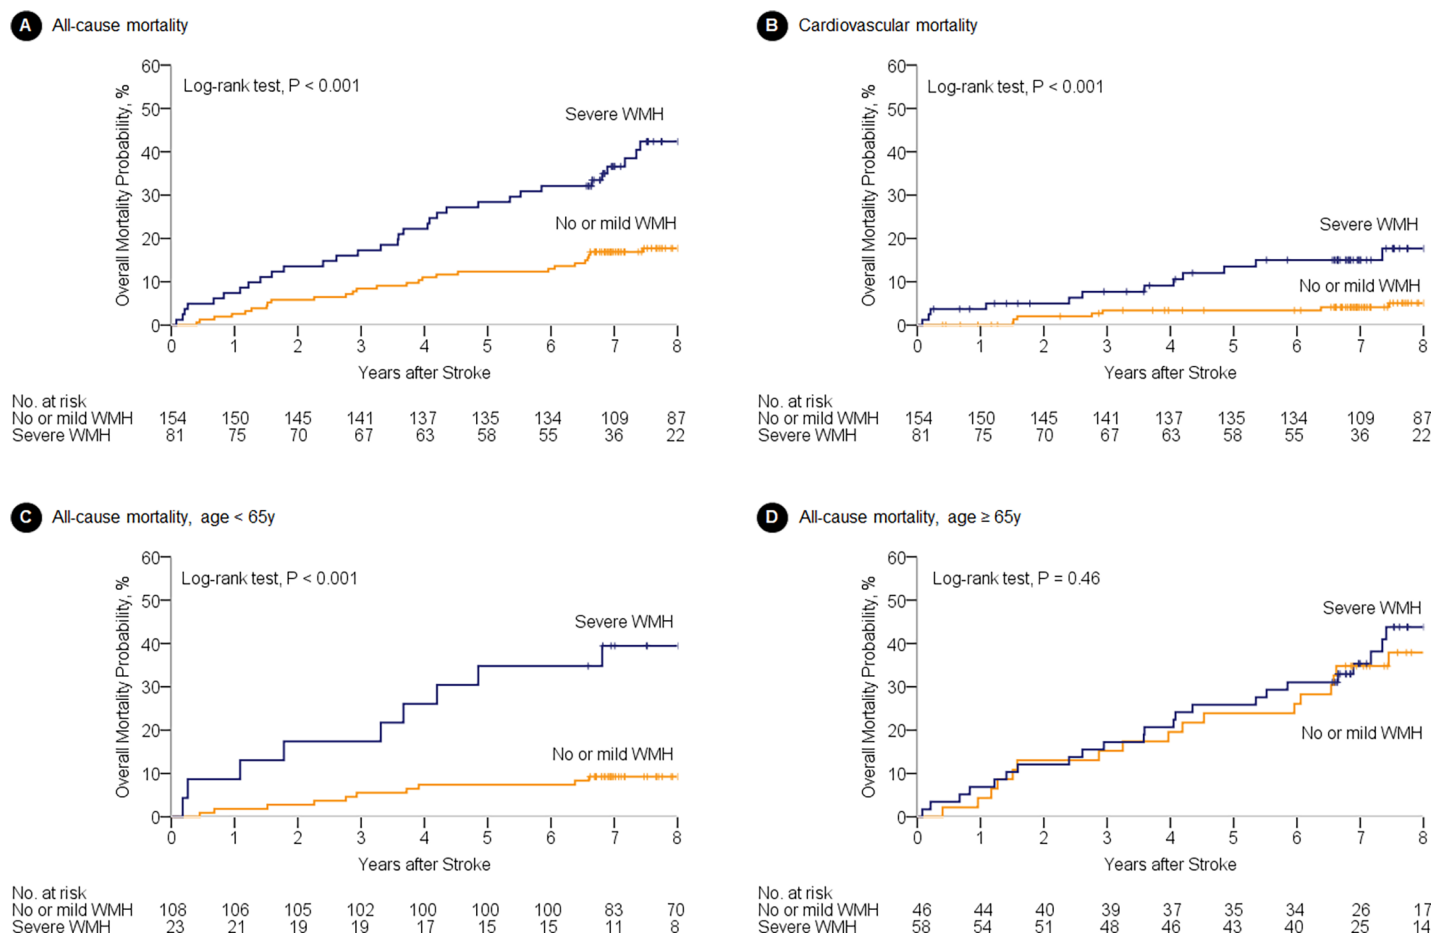 A All-cause mortality
Overall Mortality Probability, %
60
50
40
30
20
10
0
Log-rank test, P < 0.001
Severe WMH
No or mild WMH
0 1 2 3 4 5 6 7 8
Years after Stroke
No. at risk
No or mild WMH 154 150 145 141 137 135 134 109 87
Severe WMH 81 75 70 67 63 58 55 36 22
B Cardiovascular mortality
Overall Mortality Probability, %
60
50
40
30
20
10
0
Log-rank test, P < 0.001
Severe WMH
No or mild WMH
0 1 2 3 4 5 6 7 8
Years after Stroke
No. at risk
No or mild WMH 154 150 145 141 137 135 134 109 87
Severe WMH 81 75 70 67 63 58 55 36 22
C All-cause mortality, age < 65y
Overall Mortality Probability, %
60
50
40
30
20
10
0
Log-rank test, P < 0.001
Severe WMH
No or mild WMH
0 1 2 3 4 5 6 7 8
Years after Stroke
No. at risk
No or mild WMH 108 106 105 102 100 100 100 83 70
Severe WMH 23 21 19 19 17 15 15 11 8
D All-cause mortality, age ≥ 65y
Overall Mortality Probability, %
60
50
40
30
20
10
0
Log-rank test, P = 0.46
Severe WMH
No or mild WMH
0 1 2 3 4 5 6 7 8
Years after Stroke
No. at risk
No or mild WMH 46 44 40 39 37 35 34 26 17
Severe WMH 58 54 51 48 46 43 40 25 14